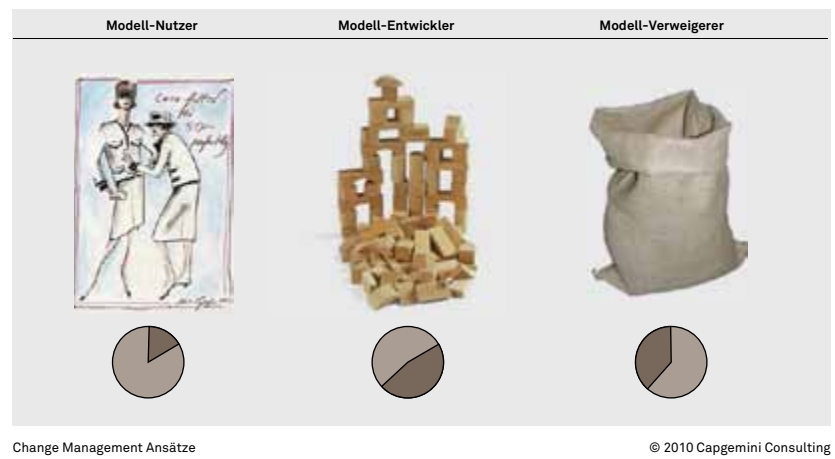 Modell-Nutzer
Modell-Entwickler
Modell-Verweigerer
Change Management Ansätze
© 2010 Capgemini Consulting